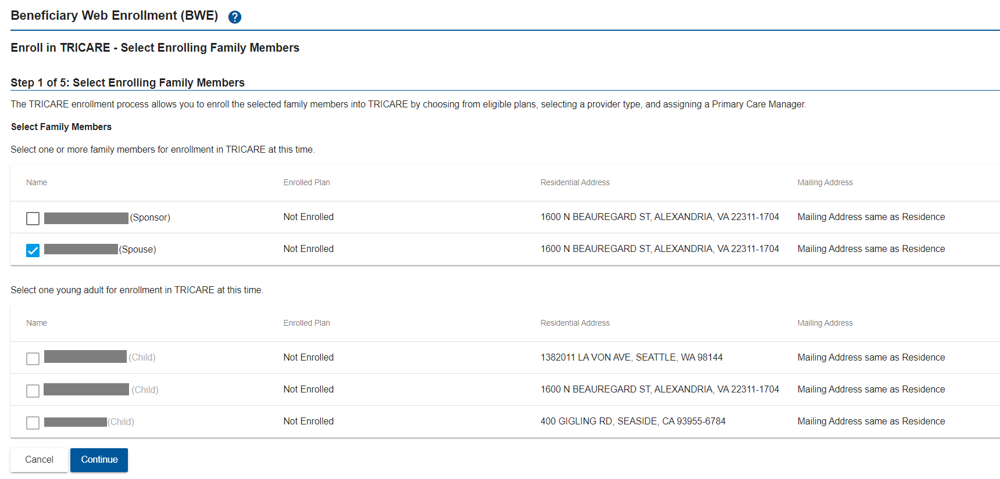 Beneficiary Web Enrollment (BWE) ?
Enroll in TRICARE - Select Enrolling Family Members
Step 1 of 5: Select Enrolling Family Members
The TRICARE enrollment process allows you to enroll the selected family members into TRICARE by choosing from eligible plans, selecting a provider type, and assigning a Primary Care Manager.
Select Family Members
Select one or more family members for enrollment in TRICARE at this time.
Name Enrolled Plan Residential Address Mailing Address
(Sponsor) Not Enrolled 1600 N BEAUREGARD ST, ALEXANDRIA, VA 22311-1704 Mailing Address same as Residence
(Spouse) Not Enrolled 1600 N BEAUREGARD ST, ALEXANDRIA, VA 22311-1704 Mailing Address same as Residence
Select one young adult for enrollment in TRICARE at this time.
Name Enrolled Plan Residential Address Mailing Address
(Child) Not Enrolled 1382011 LA VON AVE, SEATTLE, WA 98144 Mailing Address same as Residence
(Child) Not Enrolled 1600 N BEAUREGARD ST, ALEXANDRIA, VA 22311-1704 Mailing Address same as Residence
(Child) Not Enrolled 400 GIGLING RD, SEASIDE, CA 93955-6784 Mailing Address same as Residence
Cancel Continue